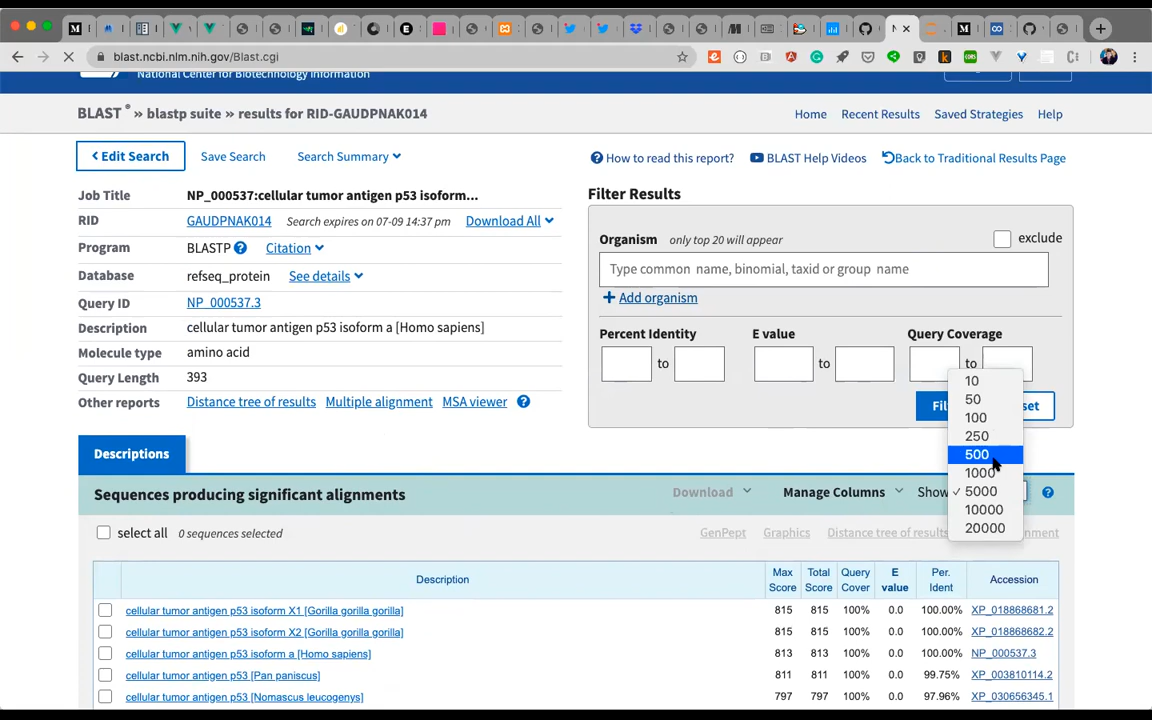 blast.ncbi.nlm.nih.gov/Blast.cgi
National Center for Biotechnology Information
BLAST ® » blastp suite » results for RID-GAUDPNAK014
Home Recent Results Saved Strategies Help
Edit Search Save Search Search Summary
How to read this report? BLAST Help Videos Back to Traditional Results Page
Job Title NP_000537:cellular tumor antigen p53 isoform...
RID GAUDPNAK014 Search expires on 07-09 14:37 pm Download All
Program BLASTP Citation
Database refseq_protein See details
Query ID NP_000537.3
Description cellular tumor antigen p53 isoform a [Homo sapiens]
Molecule type amino acid
Query Length 393
Other reports Distance tree of results Multiple alignment MSA viewer
Filter Results
Organism only top 20 will appear exclude
Type common name, binomial, taxid or group name
Add organism
Percent Identity E value Query Coverage
to to to
10
50
100
250
500
1000
5000
10000
20000
Descriptions
Sequences producing significant alignments Download Manage Columns Show
select all 0 sequences selected GenPept Graphics Distance tree of results
Description Max Score Total Score Query Cover E value Per. Ident Accession
cellular tumor antigen p53 isoform X1 [Gorilla gorilla gorilla] 815 815 100% 0.0 100.00% XP_018868681.2
cellular tumor antigen p53 isoform X2 [Gorilla gorilla gorilla] 815 815 100% 0.0 100.00% XP_018868682.2
cellular tumor antigen p53 isoform a [Homo sapiens] 813 813 100% 0.0 100.00% NP_000537.3
cellular tumor antigen p53 [Pan paniscus] 811 811 100% 0.0 99.75% XP_003810114.2
cellular tumor antigen p53 [Nomascus leucogenys] 797 797 100% 0.0 97.96% XP_030656345.1